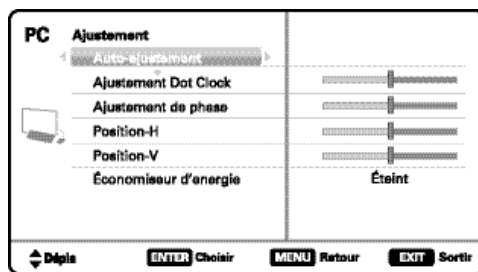 PC Ajustement
Auto-ajustement
Ajustement Dot Clock
Ajustement de phase
Position-H
Position-V
Économiseur d'energie Éteint
Dépla ENTER Choisir MENU Retour EXIT Sortir